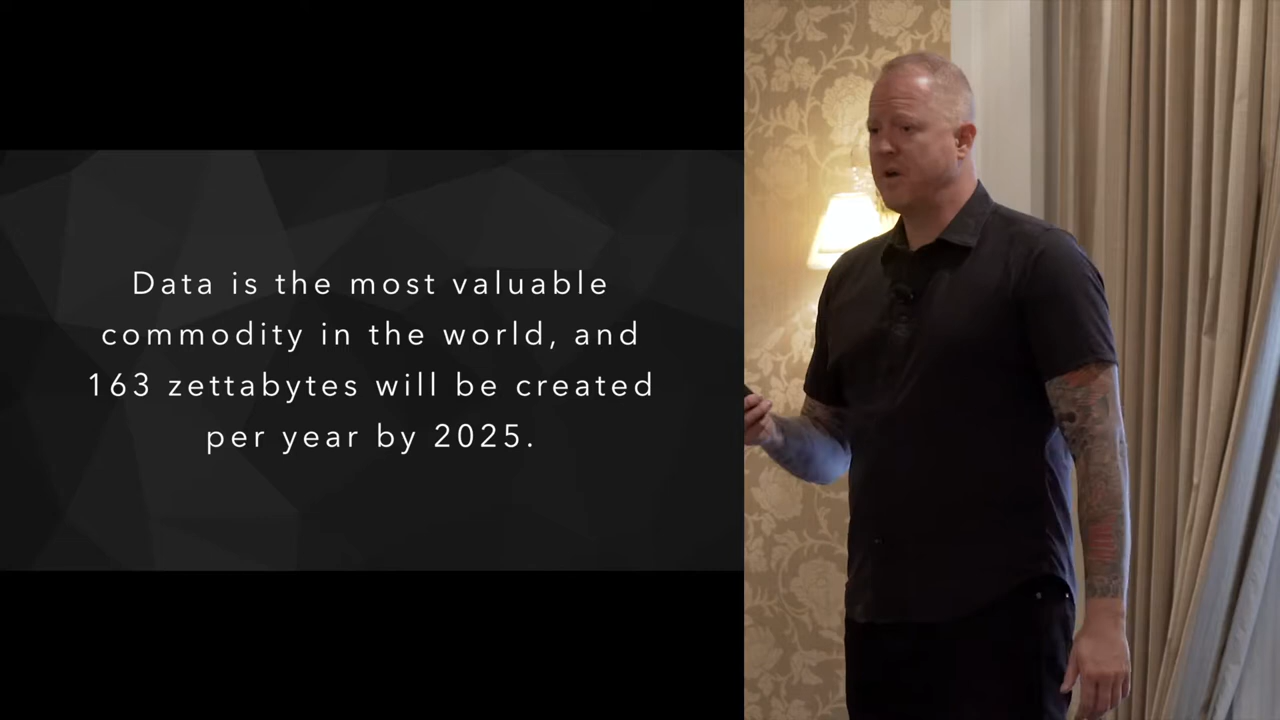 Data is the most valuable
commodity in the world, and
163 zettabytes will be created
per year by 2025.